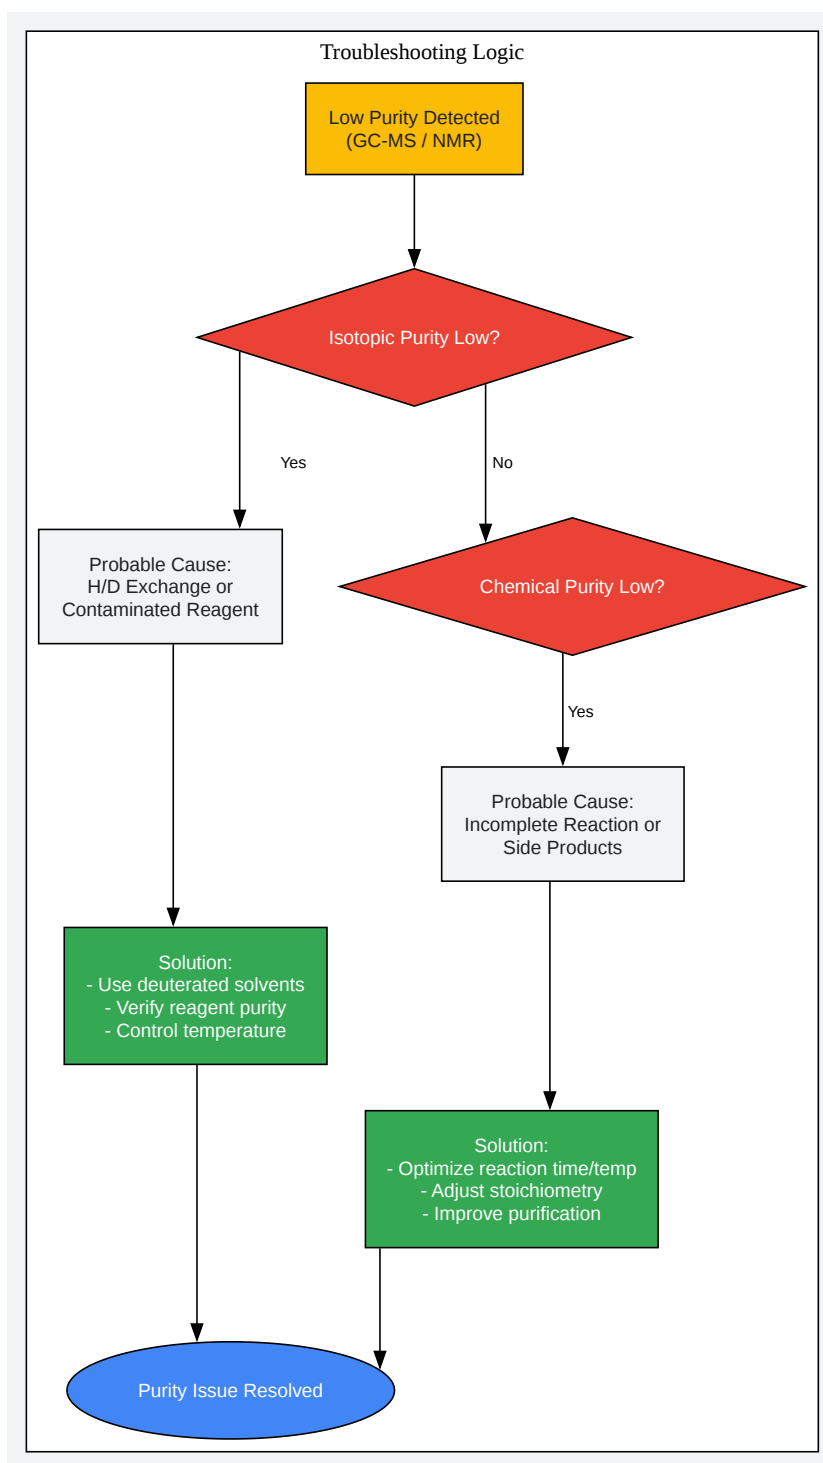 Troubleshooting Logic
Low Purity Detected
(GC-MS / NMR)
Isotopic Purity Low?
Yes
No
Probable Cause:
H/D Exchange or
Contaminated Reagent
Chemical Purity Low?
Yes
Probable Cause:
Incomplete Reaction or
Side Products
Solution:
- Use deuterated solvents
- Verify reagent purity
- Control temperature
Solution:
- Optimize reaction time/temp
- Adjust stoichiometry
- Improve purification
Purity Issue Resolved